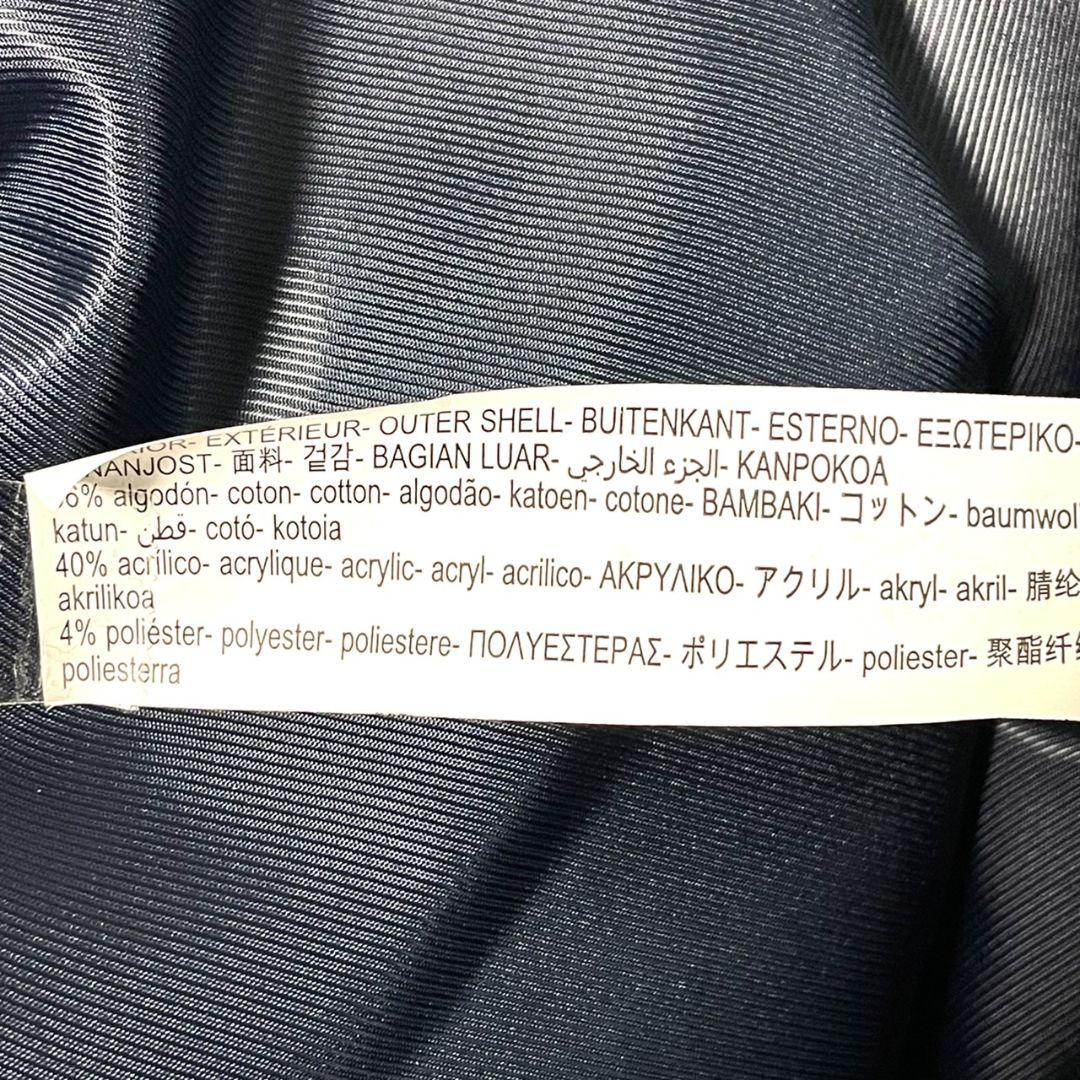 EXTÉRIEUR- OUTER SHELL- BUITENKANT- ESTERNO- ΕΞΩΤΕΡΙΚΟ-
面料- 겉감- BAGIAN LUAR- الجزء الخارجي- KANPOKOA
algodón- coton- cotton- algodão- katoen- cotone- BAMBAKI- コットン-
katun- قطن- cotó- kotoia
40% acrílico- acrylique- acrylic- acryl- acrilico- ΑΚΡΥΛΙΚΟ- アクリル- akryl- akril- 腈纶
akrilikoa
4% poliéster- polyester- poliestere- ΠΟΛΥΕΣΤΕΡΑΣ- ポリエステル- poliester- 聚酯纤
poliesterra